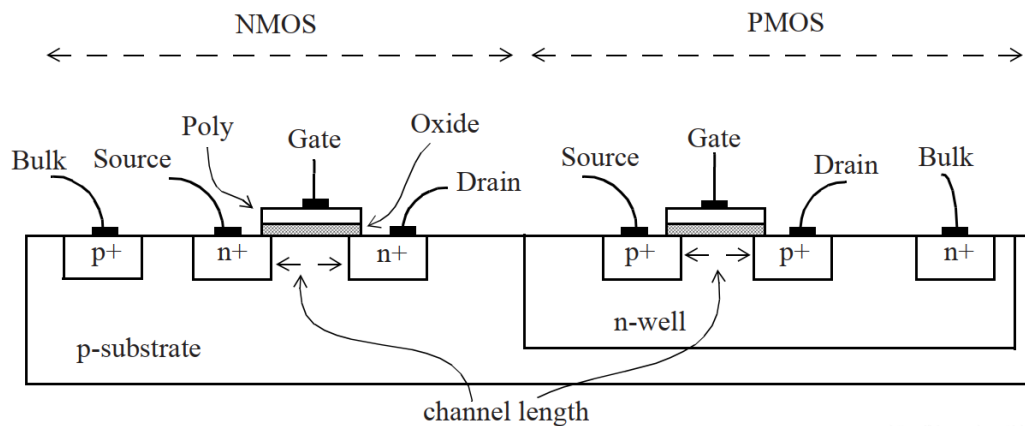 NMOS
PMOS
Poly
Oxide
Gate
Gate
Bulk
Source
Drain
Source
Drain
Bulk
p+
n+
n+
p+
p+
n+
n-well
p-substrate
channel length